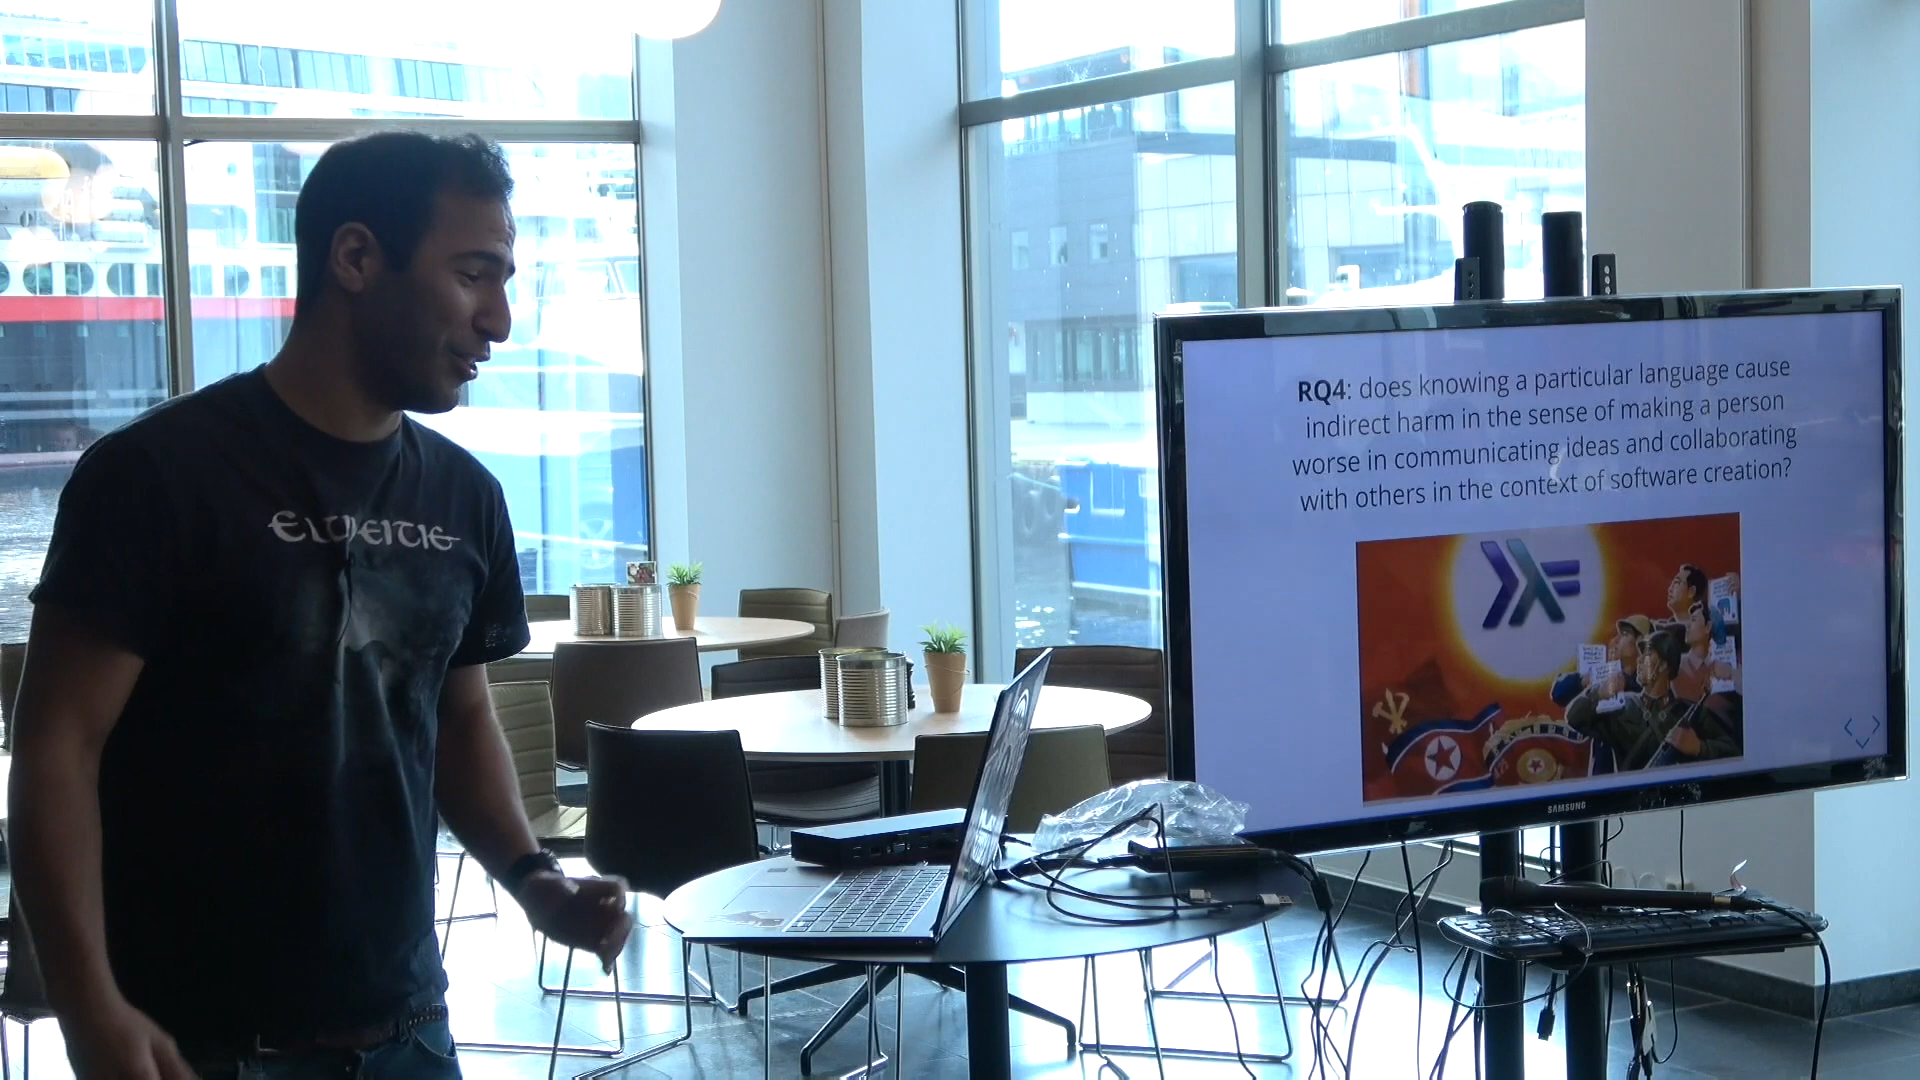 ELUVEITIE
RQ4: does knowing a particular language cause
indirect harm in the sense of making a person
worse in communicating ideas and collaborating
with others in the context of software creation?
SAMSUNG